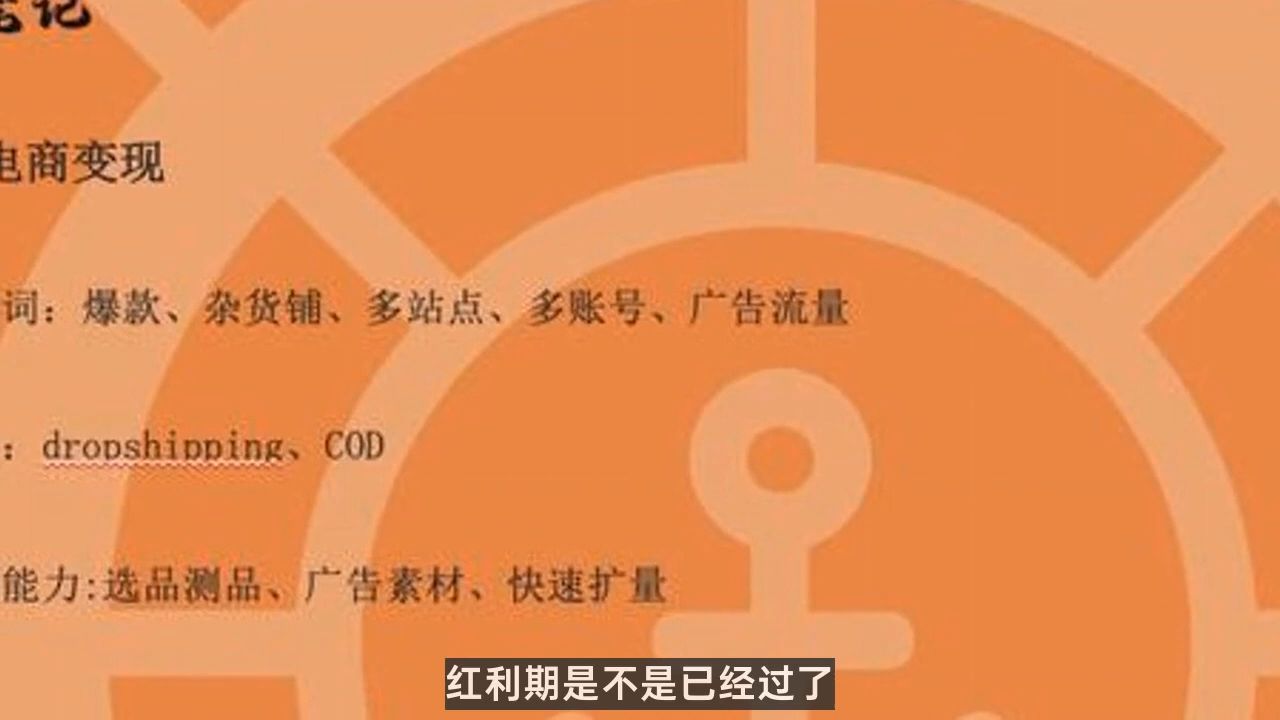 笔记
电商变现
词：爆款、杂货铺、多站点、多账号、广告流量
：dropshipping、COD
能力:选品测品、广告素材、快速扩量
红利期是不是已经过了